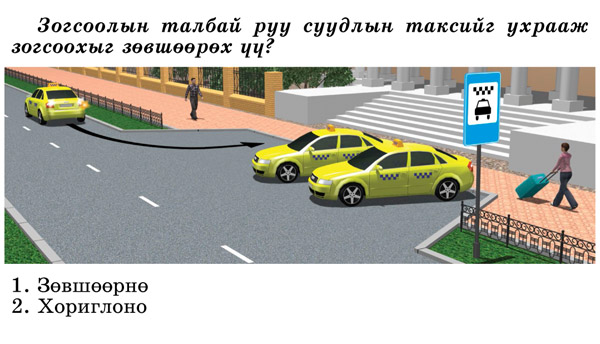 Зогсоолын талбай руу суудлын таксийг ухрааж
зогсоохыг зөвшөөрөх үү?
1. Зөвшөөрнө
2. Хориглоно